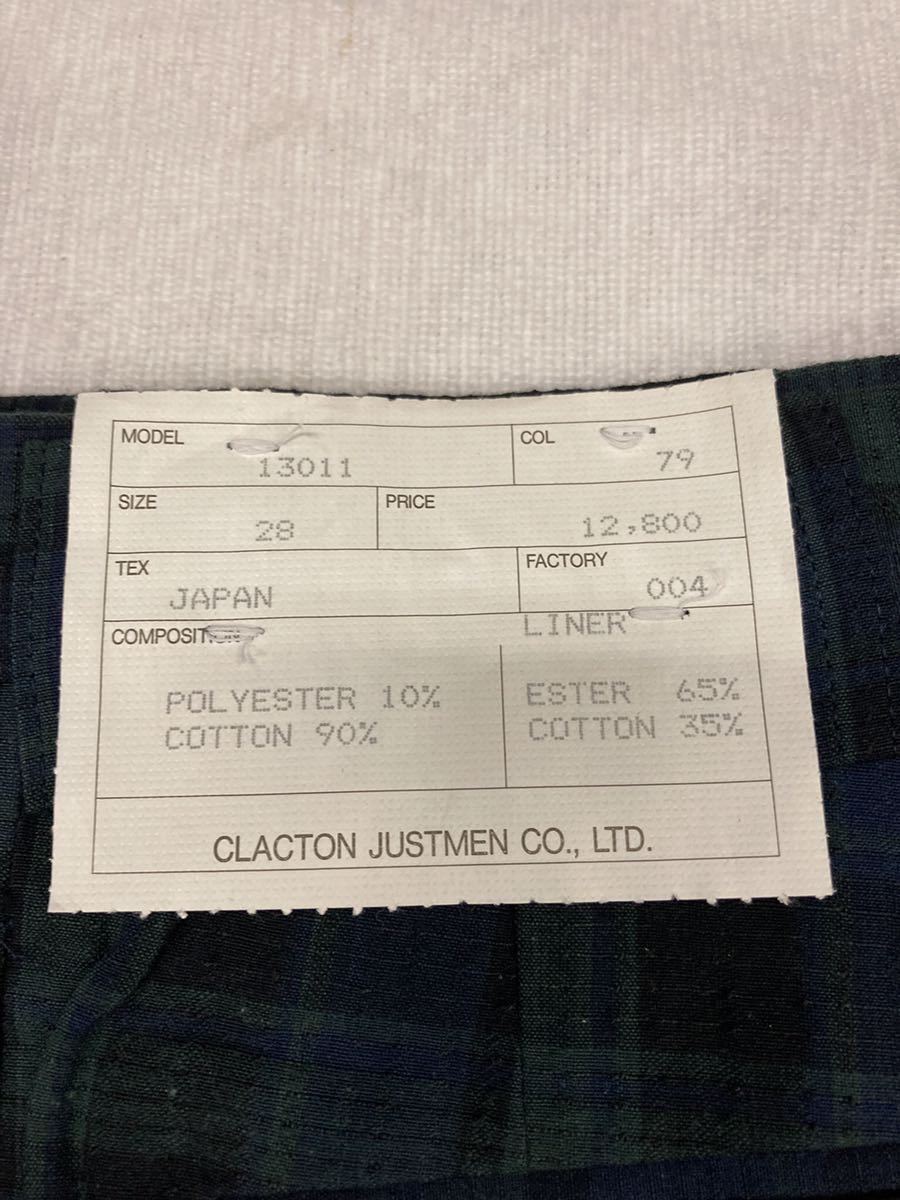 MODEL COL
13011 79
SIZE PRICE
28 12,800
TEX FACTORY
JAPAN 004
COMPOSITION LINER
POLYESTER 10% ESTER 65%
COTTON 90% COTTON 35%
CLACTON JUSTMEN CO., LTD.